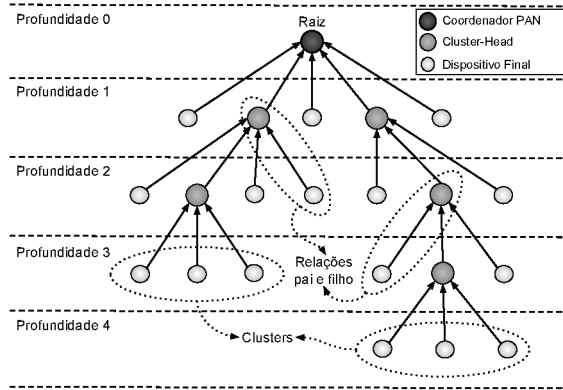 Profundidade 0
Raiz
Coordenador PAN
Cluster-Head
Dispositivo Final
Profundidade 1
Profundidade 2
Profundidade 3
Relações
pai e filho
Profundidade 4
Clusters